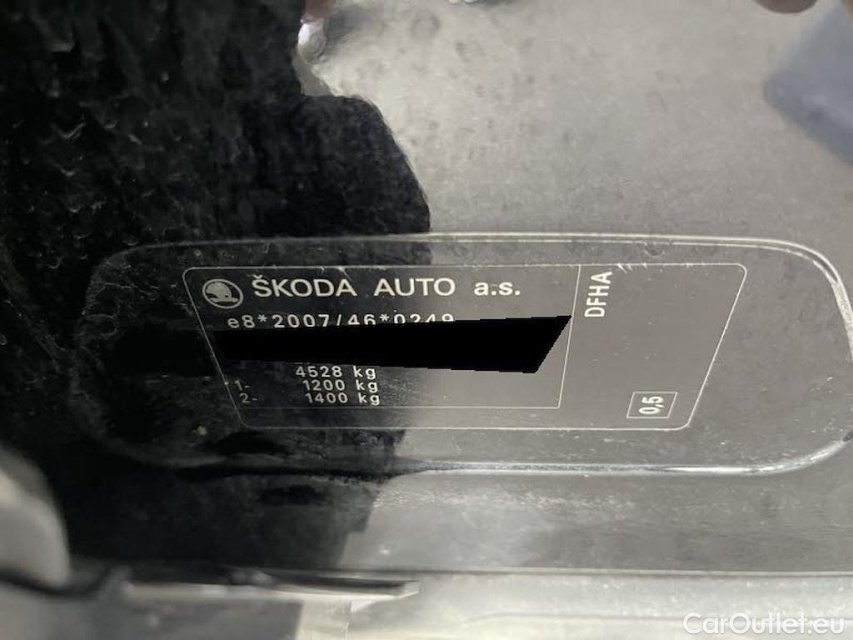 ŠKODA AUTO a.s.
e8*2007/46*0249
4528 kg
1- 1200 kg
2- 1400 kg
DFHA
0,5
CarOutlet.eu